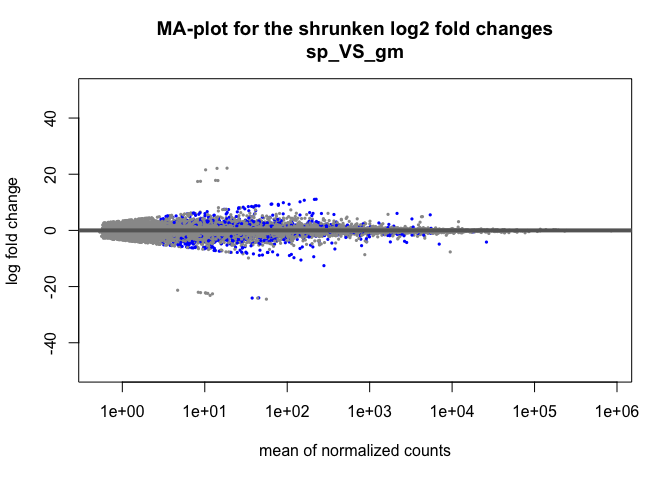 MA-plot for the shrunken log2 fold changes
sp_VS_gm
log fold change
40
20
0
-20
-40
1e+00 1e+01 1e+02 1e+03 1e+04 1e+05 1e+06
mean of normalized counts